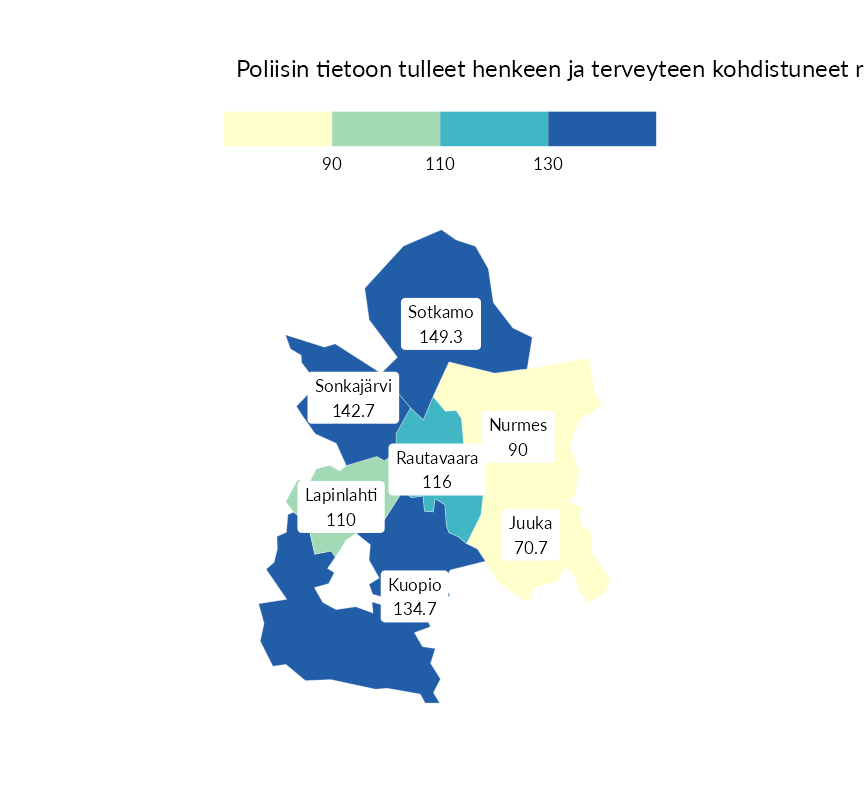 Poliisin tietoon tulleet henkeen ja terveyteen kohdistuneet r
90
110
130
Sotkamo
149.3
Sonkajärvi
142.7
Nurmes
90
Rautavaara
116
Lapinlahti
110
Juuka
70.7
Kuopio
134.7